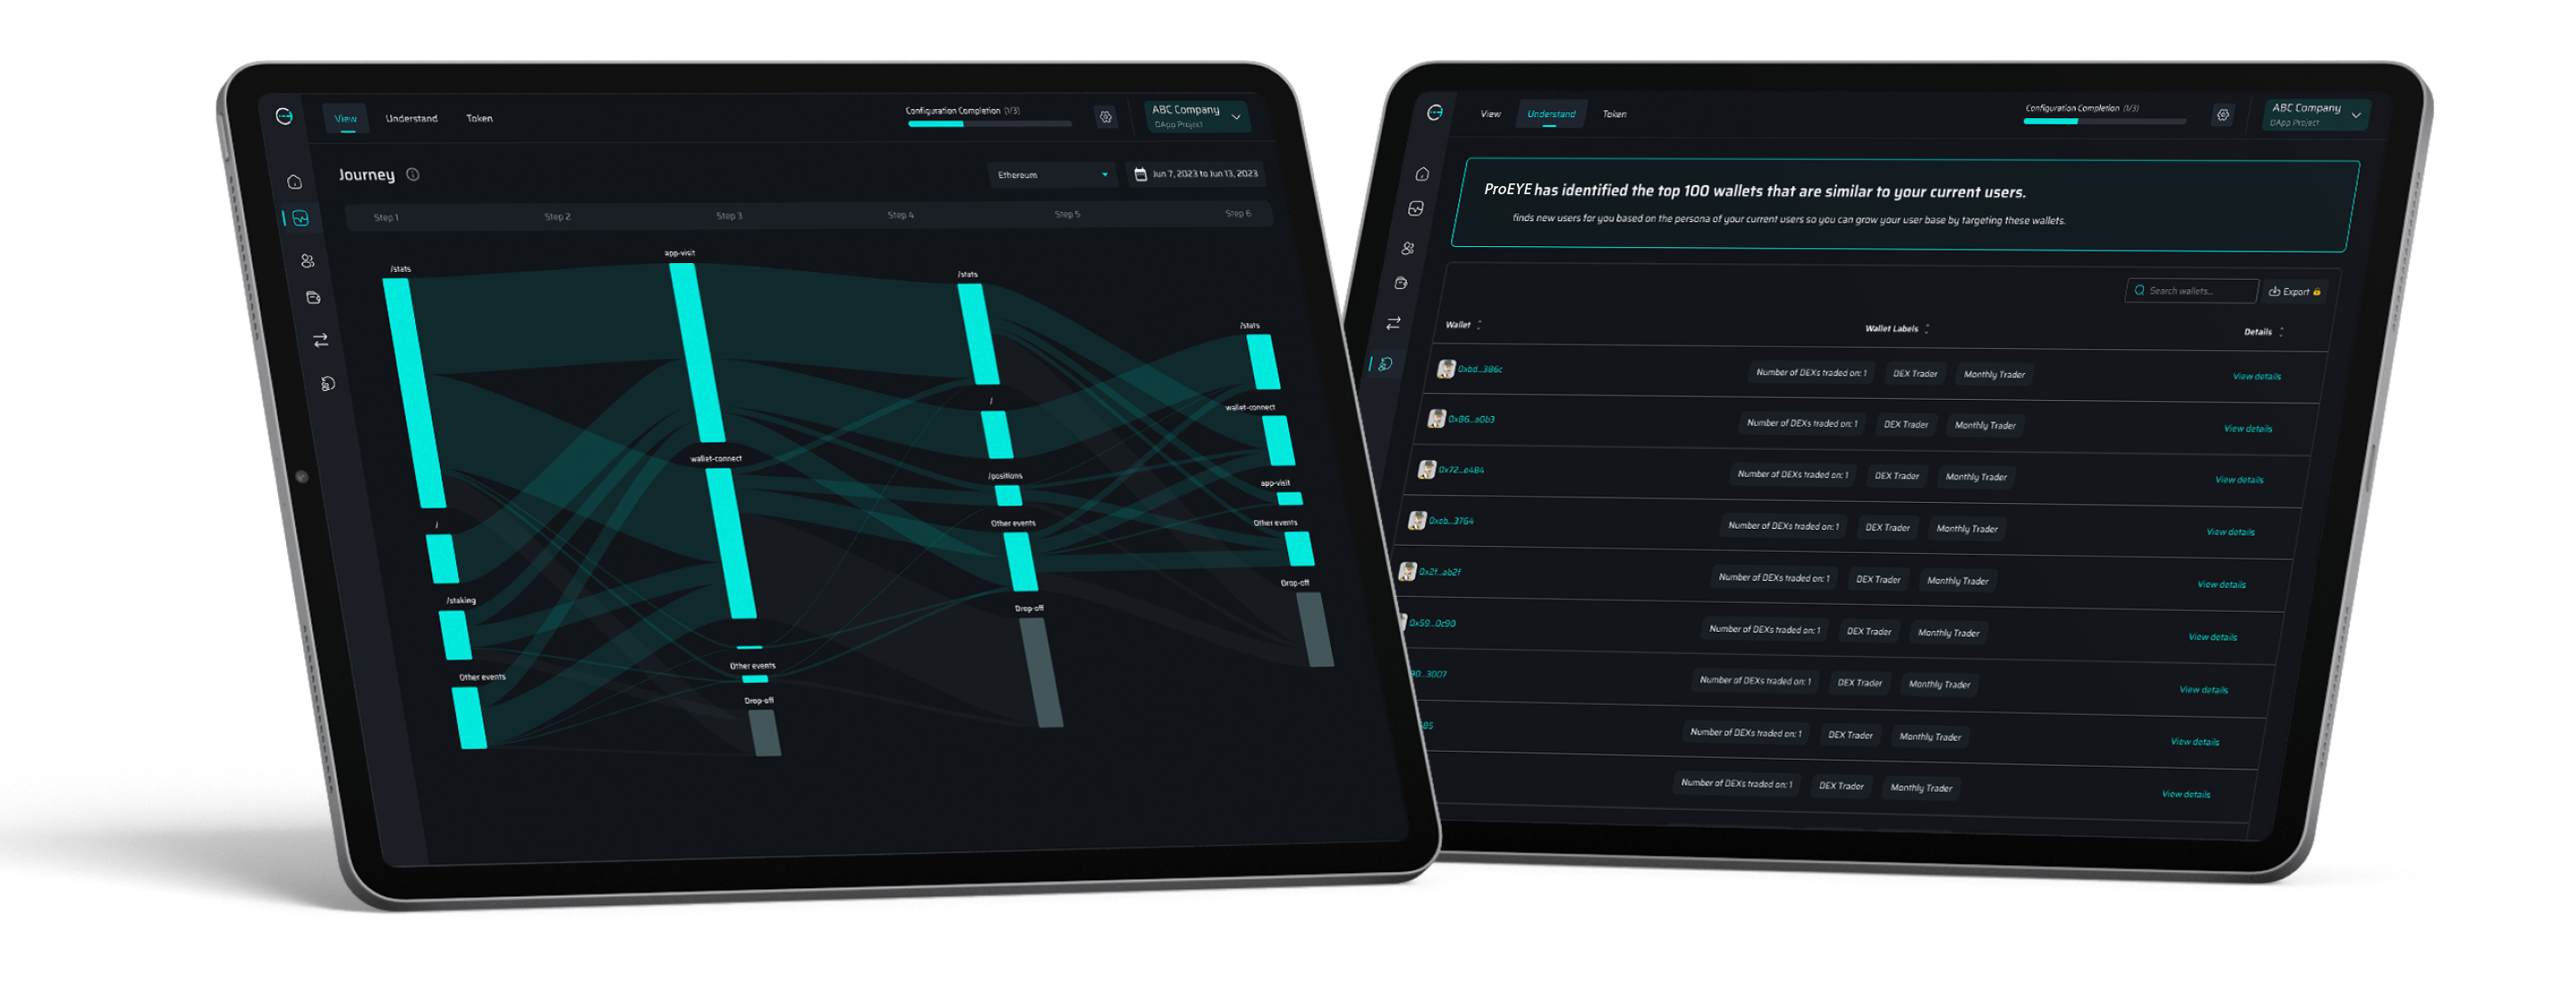 View Understand Token
Configuration Completion (1/3)
ABC Company
DApp Project
Journey
Ethereum
Jun 7, 2023 to Jun 13, 2023
Step 1 Step 2 Step 3 Step 4 Step 5 Step 6
/stats
/
/staking
Other events
app-visit
wallet-connect
Other events
Drop-off
/stats
/
/positions
Other events
Drop-off
/stats
wallet-connect
app-visit
Other events
Drop-off
View Understand Token
Configuration Completion (1/3)
ABC Company
DApp Project
ProEYE has identified the top 100 wallets that are similar to your current users.
finds new users for you based on the persona of your current users so you can grow your user base by targeting these wallets.
Search wallets...
Export
Wallet Wallet Labels Details
0xbd...386c Number of DEXs traded on: 1 DEX Trader Monthly Trader View details
0x86...a0b3 Number of DEXs traded on: 1 DEX Trader Monthly Trader View details
0x72...e484 Number of DEXs traded on: 1 DEX Trader Monthly Trader View details
0xeb...3764 Number of DEXs traded on: 1 DEX Trader Monthly Trader View details
0x2f...ab2f Number of DEXs traded on: 1 DEX Trader Monthly Trader View details
0x59...0c90 Number of DEXs traded on: 1 DEX Trader Monthly Trader View details
...3007 Number of DEXs traded on: 1 DEX Trader Monthly Trader View details
Number of DEXs traded on: 1 DEX Trader Monthly Trader View details
Number of DEXs traded on: 1 DEX Trader Monthly Trader View details